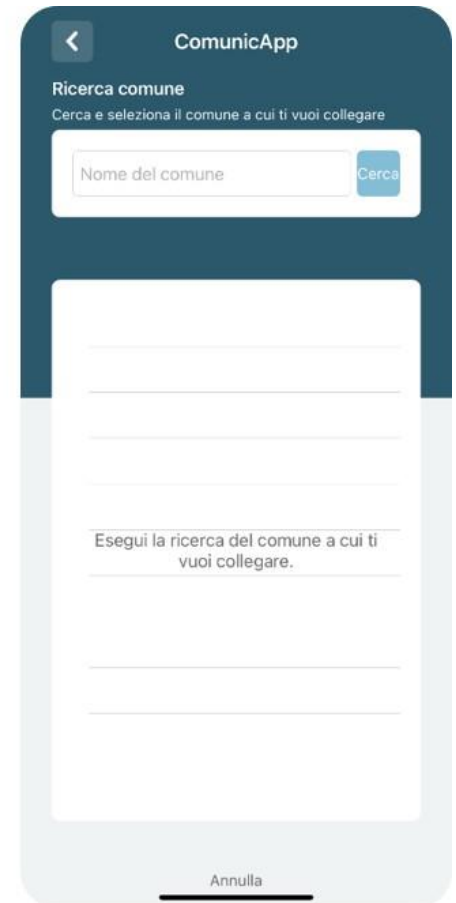 ComunicApp
Ricerca comune
Cerca e seleziona il comune a cui ti vuoi collegare
Nome del comune
Cerca
Esegui la ricerca del comune a cui ti
vuoi collegare.
Annulla